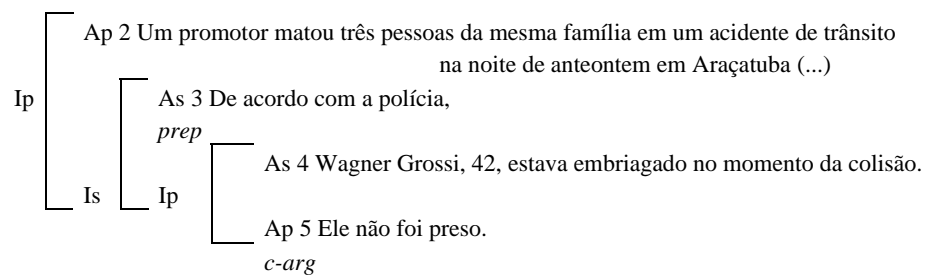 Ap 2 Um promotor matou três pessoas da mesma família em um acidente de trânsito
na noite de anteontem em Araçatuba (...)
Ip
As 3 De acordo com a polícia,
prep
As 4 Wagner Grossi, 42, estava embriagado no momento da colisão.
Is
Ip
Ap 5 Ele não foi preso.
c-arg